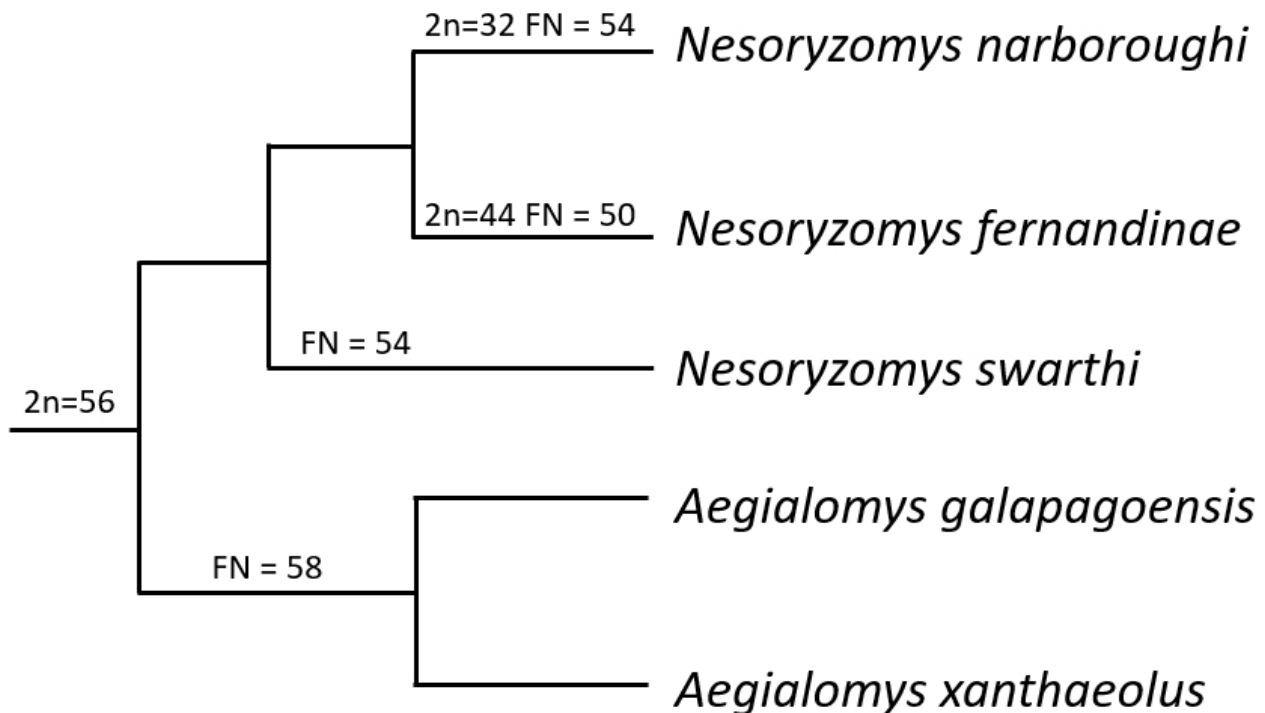 2n=32 FN = 54
Nesoryzomys narboroughi
2n=44 FN = 50
Nesoryzomys fernandinae
FN = 54
Nesoryzomys swarthi
2n=56
Aegialomys galapagoensis
FN = 58
Aegialomys xanthaeolus